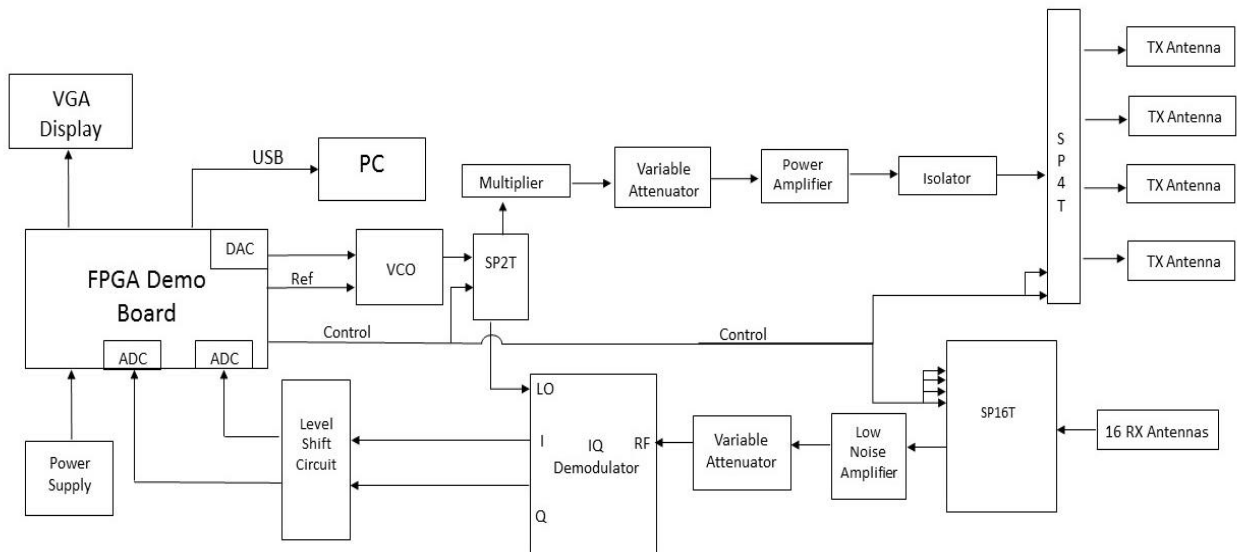 VGA
Display
USB
PC
Multiplier
Variable
Attenuator
Power
Amplifier
Isolator
S
P
4
T
TX Antenna
TX Antenna
TX Antenna
TX Antenna
DAC
FPGA Demo
Board
Ref
VCO
SP2T
Control
Control
ADC
ADC
Power
Supply
Level
Shift
Circuit
LO
I
IQ
Demodulator
RF
Q
Variable
Attenuator
Low
Noise
Amplifier
SP16T
16 RX Antennas